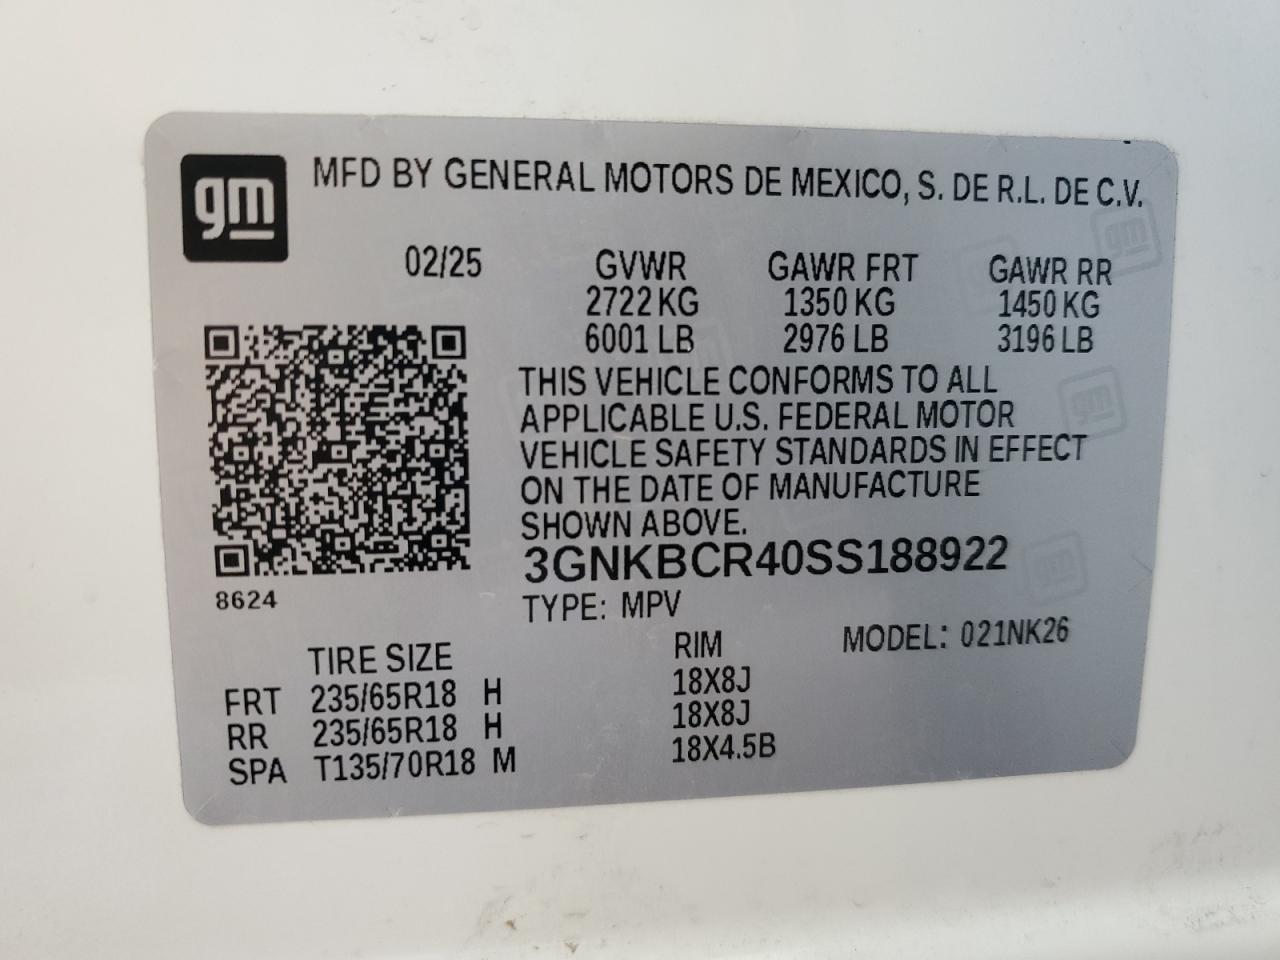 gm MFD BY GENERAL MOTORS DE MEXICO, S. DE R.L. DE C.V.
02/25 GVWR GAWR FRT GAWR RR
2722 KG 1350 KG 1450 KG
6001 LB 2976 LB 3196 LB
THIS VEHICLE CONFORMS TO ALL
APPLICABLE U.S. FEDERAL MOTOR
VEHICLE SAFETY STANDARDS IN EFFECT
ON THE DATE OF MANUFACTURE
SHOWN ABOVE.
3GNKBCR40SS188922
8624
TYPE: MPV
MODEL: 021NK26
TIRE SIZE RIM
FRT 235/65R18 H 18X8J
RR 235/65R18 H 18X8J
SPA T135/70R18 M 18X4.5B